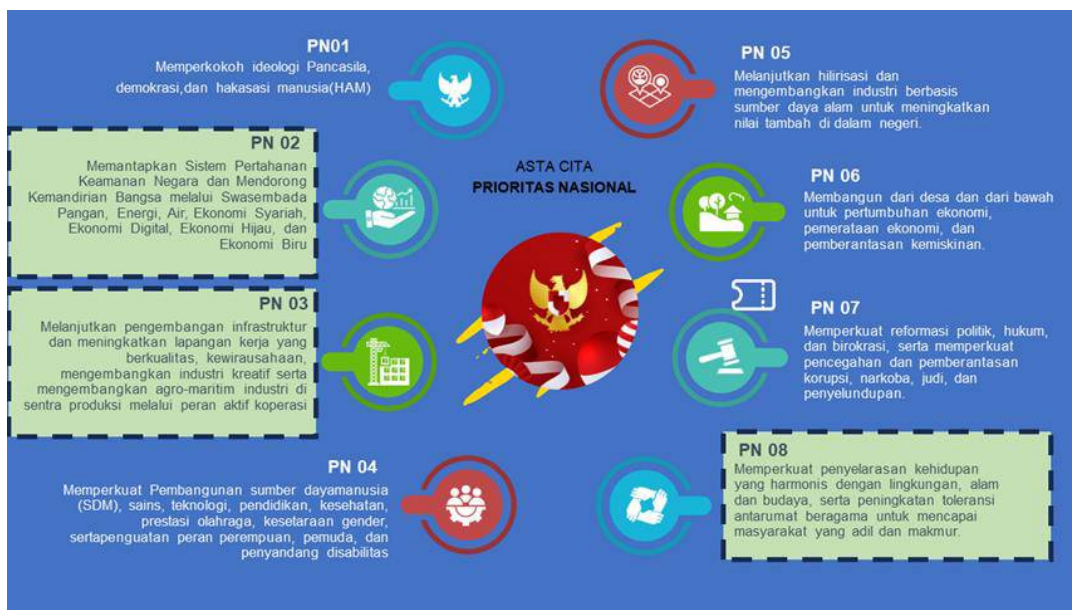 PN01
Memperkokoh ideologi Pancasila,
demokrasi,dan hakasasi manusia(HAM)
PN 02
Memantapkan Sistem Pertahanan
Keamanan Negara dan Mendorong
Kemandirian Bangsa melalui Swasembada
Pangan, Energi, Air, Ekonomi Syariah,
Ekonomi Digital, Ekonomi Hijau, dan
Ekonomi Biru
PN 03
Melanjutkan pengembangan infrastruktur
dan meningkatkan lapangan kerja yang
berkualitas, kewirausahaan,
mengembangkan industri kreatif serta
mengembangkan agro-maritim industri di
sentra produksi melalui peran aktif koperasi
PN 04
Memperkuat Pembangunan sumber dayamanusia
(SDM), sains, teknologi, pendidikan, kesehatan,
prestasi olahraga, kesetaraan gender,
sertapenguatan peran perempuan, pemuda, dan
penyandang disabilitas
ASTA CITA
PRIORITAS NASIONAL
PN 05
Melanjutkan hilirisasi dan
mengembangkan industri berbasis
sumber daya alam untuk meningkatkan
nilai tambah di dalam negeri.
PN 06
Membangun dari desa dan dari bawah
untuk pertumbuhan ekonomi,
pemerataan ekonomi, dan
pemberantasan kemiskinan.
PN 07
Memperkuat reformasi politik, hukum,
dan birokrasi, serta memperkuat
pencegahan dan pemberantasan
korupsi, narkoba, judi, dan
penyelundupan.
PN 08
Memperkuat penyelarasan kehidupan
yang harmonis dengan lingkungan, alam
dan budaya, serta peningkatan toleransi
antarumat beragama untuk mencapai
masyarakat yang adil dan makmur.